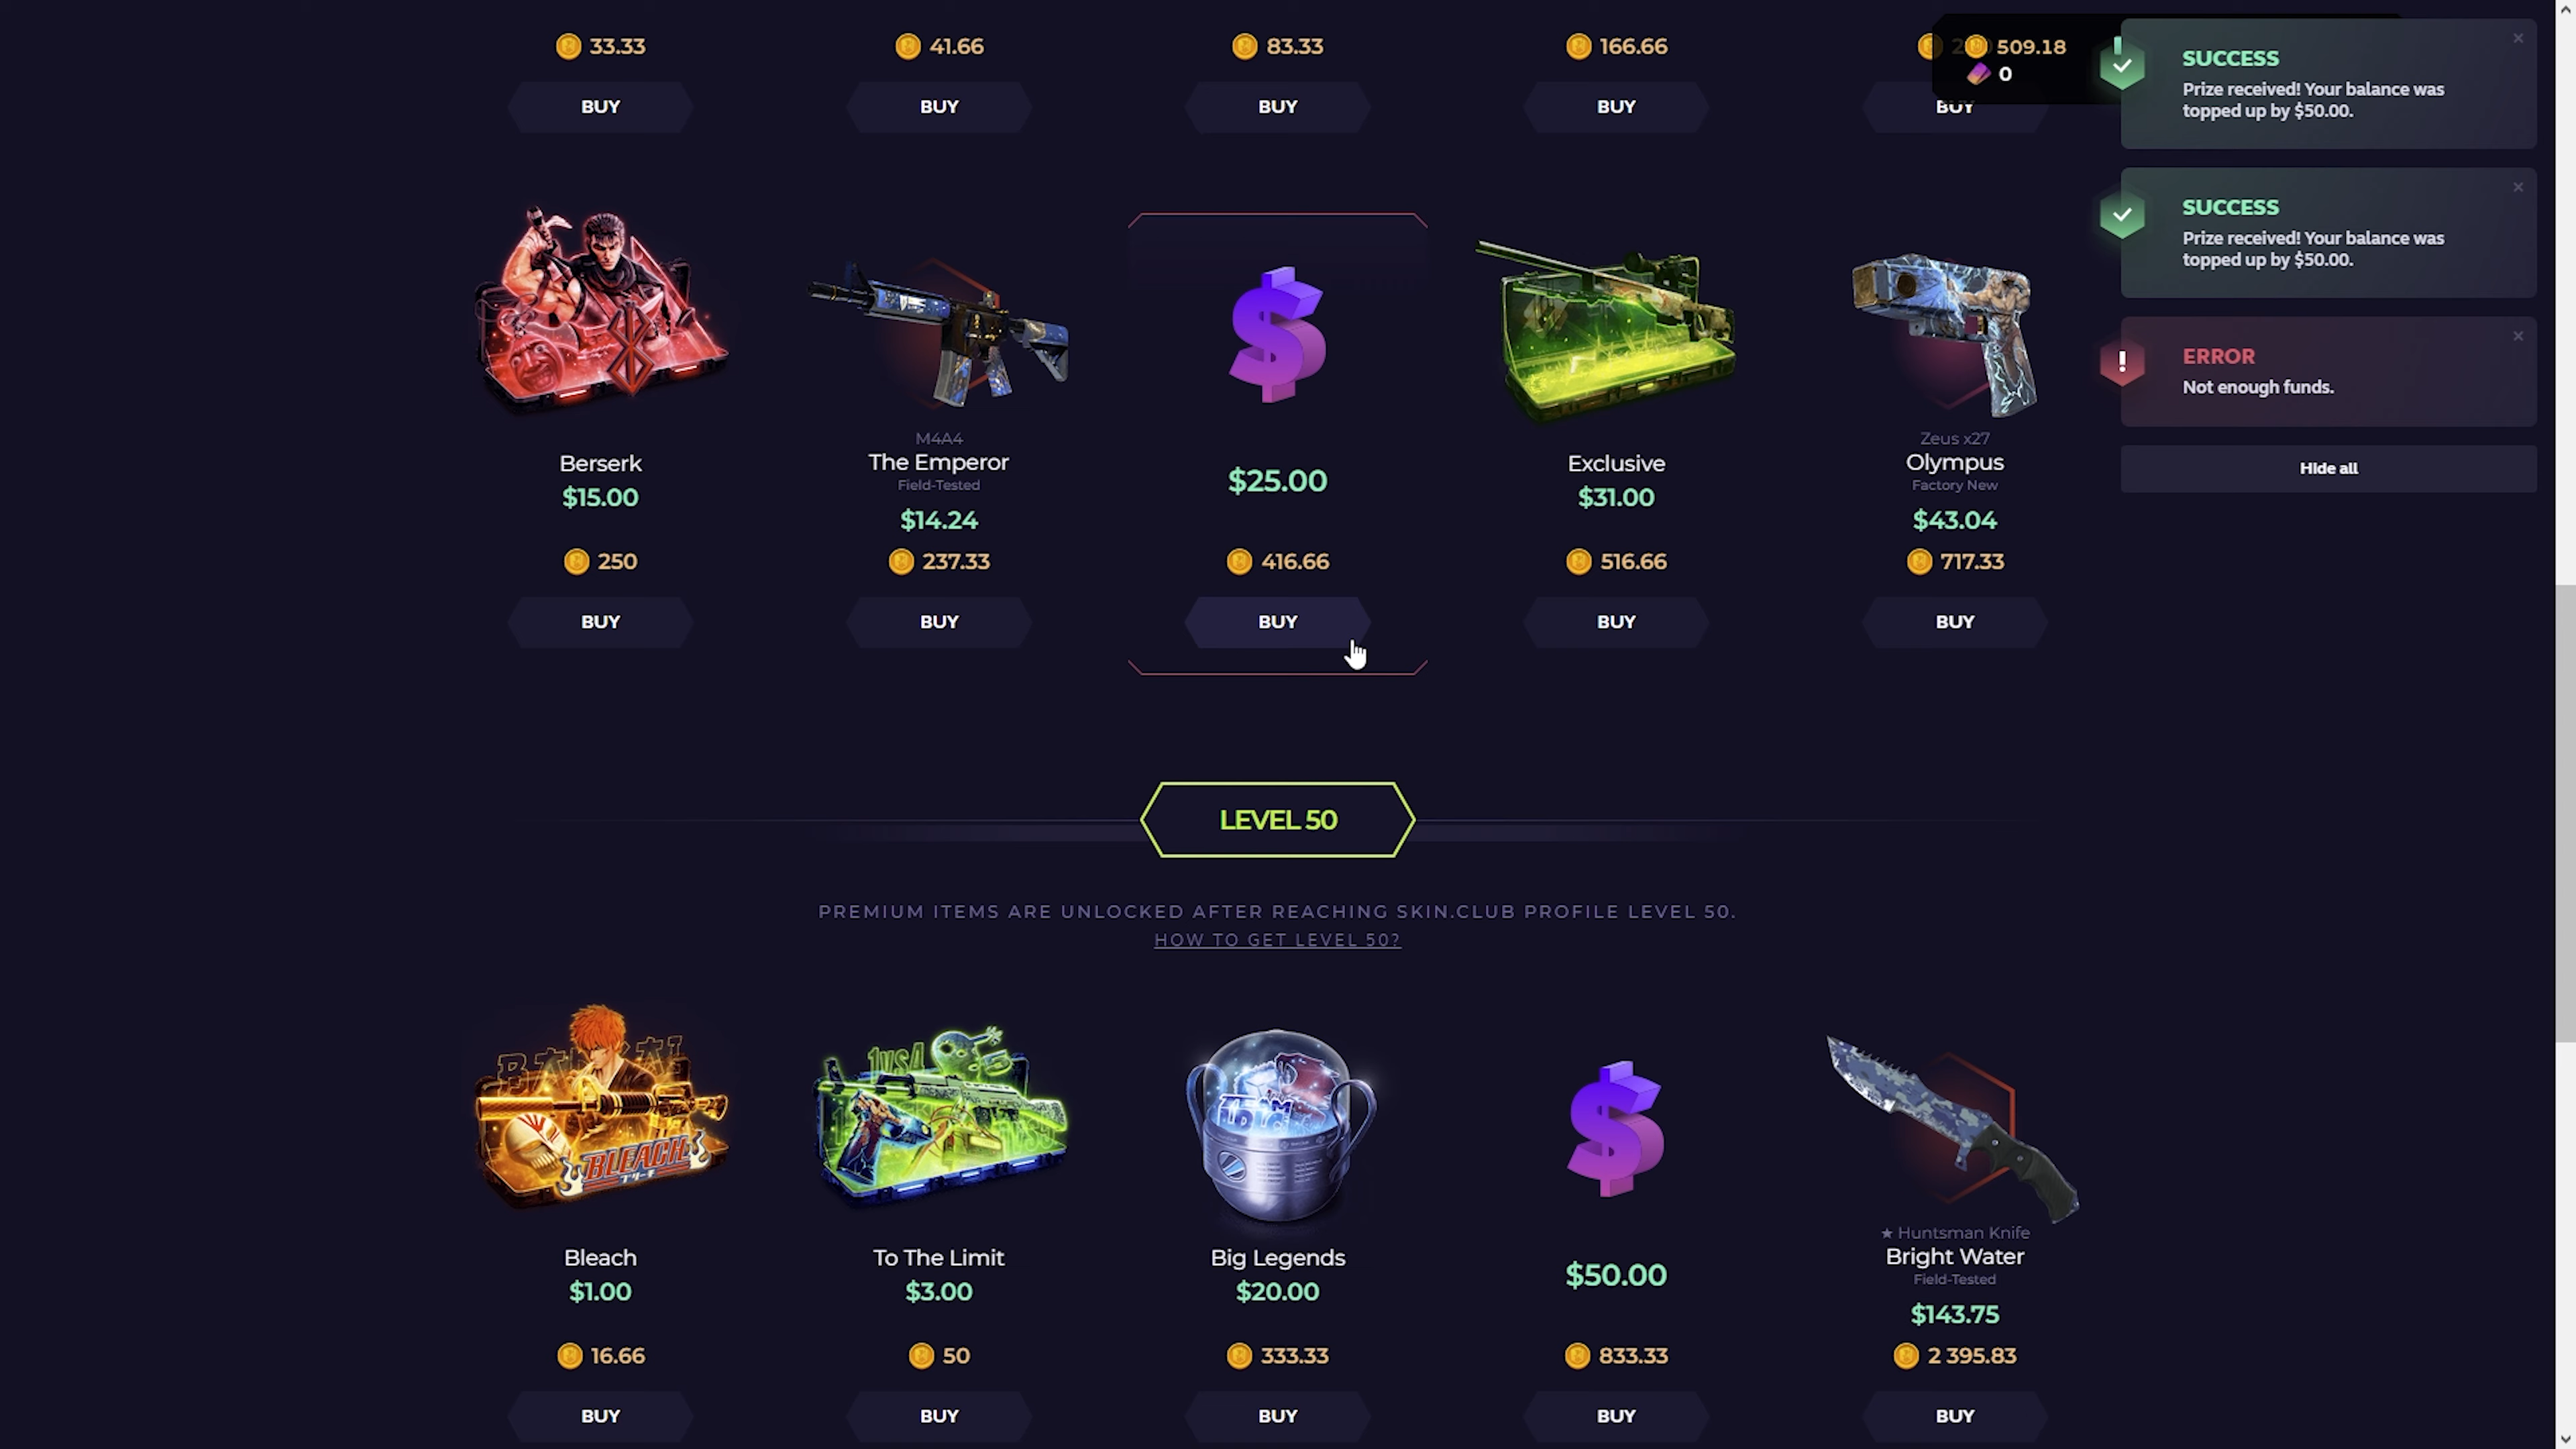 33.33
41.66
83.33
166.66
509.18
0
BUY
BUY
BUY
BUY
BUY
SUCCESS
Prize received! Your balance was
topped up by $50.00.
SUCCESS
Prize received! Your balance was
topped up by $50.00.
ERROR
Not enough funds.
Hide all
Berserk
$15.00
250
BUY
M4A4
The Emperor
Field-Tested
$14.24
237.33
BUY
$25.00
416.66
BUY
Exclusive
$31.00
516.66
BUY
Zeus x27
Olympus
Factory New
$43.04
717.33
BUY
LEVEL 50
PREMIUM ITEMS ARE UNLOCKED AFTER REACHING SKIN.CLUB PROFILE LEVEL 50.
HOW TO GET LEVEL 50?
BLEACH
Bleach
$1.00
16.66
BUY
To The Limit
$3.00
50
BUY
Big Legends
$20.00
333.33
BUY
$50.00
833.33
BUY
★ Huntsman Knife
Bright Water
Field-Tested
$143.75
2 395.83
BUY